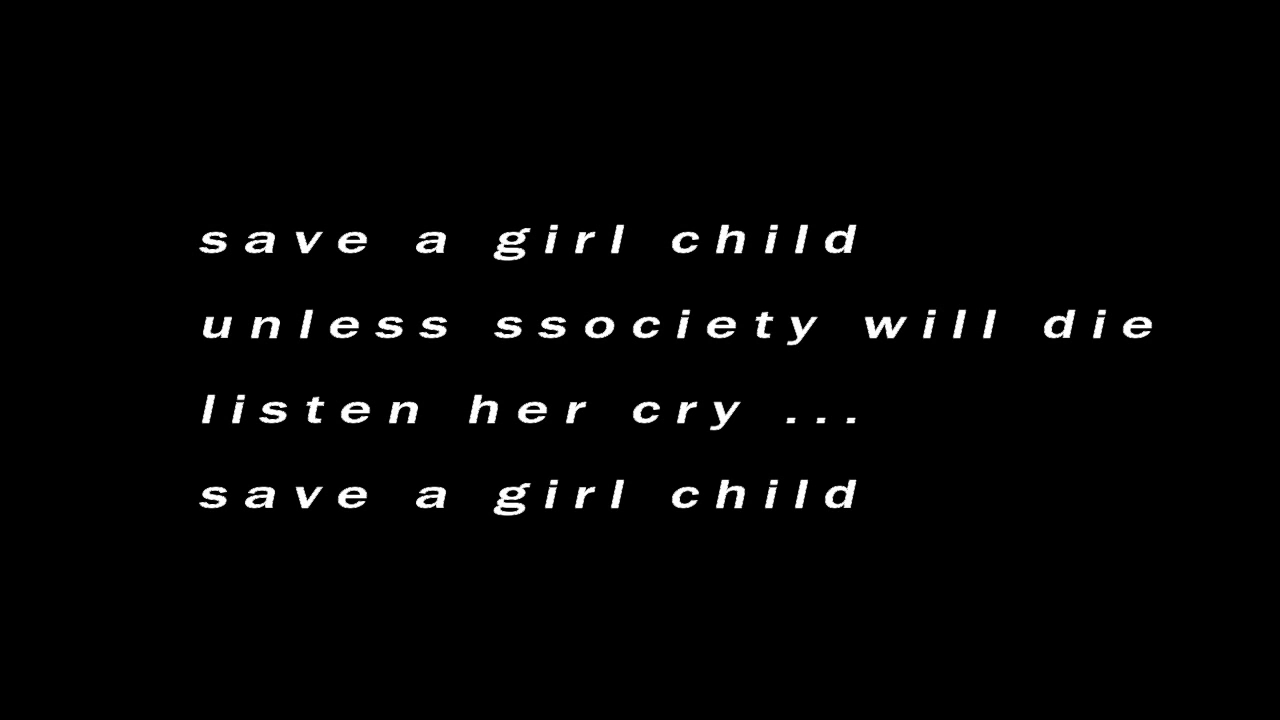 save a girl child
unless ssociety will die
listen her cry ...
save a girl child